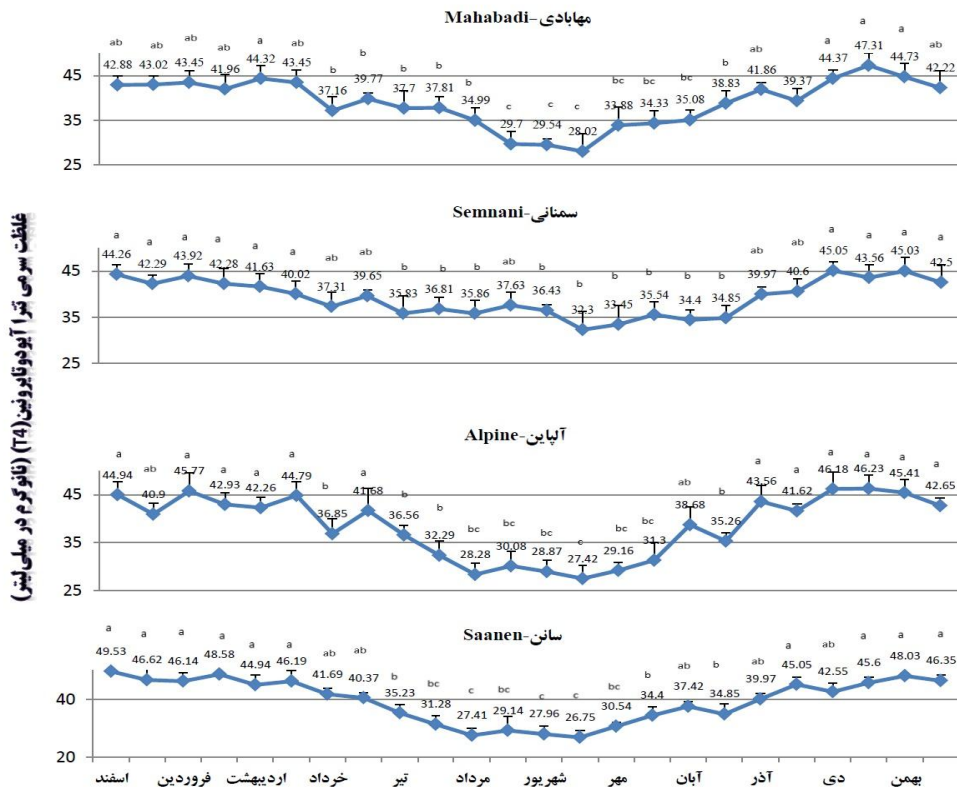 Mahabadi-مهابادی
ab ab ab ab a ab b b b b b c c c bc bc bc b ab a a a ab
42.88 43.02 43.45 41.96 44.32 43.45 37.16 39.77 37.7 37.81 34.99 29.7 29.54 28.02 33.88 34.33 35.08 38.83 41.86 39.37 44.37 47.31 44.73 42.22
45
35
25
غلظت سرمی تترا آیودوتایرونین(T4) (نانوگرم در میلی‌لیتر)
Semnani-سمنانی
a a a a a a ab ab b b b ab b b b b b b ab ab a a a a
44.26 42.29 43.92 42.28 41.63 40.02 37.31 39.65 35.83 36.81 35.86 37.63 36.43 32.3 33.45 35.54 34.4 34.85 39.97 40.6 45.05 43.56 45.03 42.5
45
35
25
Alpine-آلپاین
a ab a a a a b a b b bc bc bc c bc bc ab b a a a a a a
44.94 40.9 45.77 42.93 42.26 44.79 36.85 41.68 36.56 32.29 28.28 30.08 28.87 27.42 29.16 31.3 38.68 35.26 43.56 41.62 46.18 46.23 45.41 42.65
45
35
25
Saanen-سانن
a a a a a a ab ab b bc c bc c c bc b ab b ab a a a a a
49.53 46.62 46.14 48.58 44.94 46.19 41.69 40.37 35.23 31.28 27.41 29.14 27.96 26.75 30.54 34.4 37.42 34.85 39.97 45.05 42.55 45.6 48.03 46.35
40
20
اسفند فروردین اردیبهشت خرداد تیر مرداد شهریور مهر آبان آذر دی بهمن